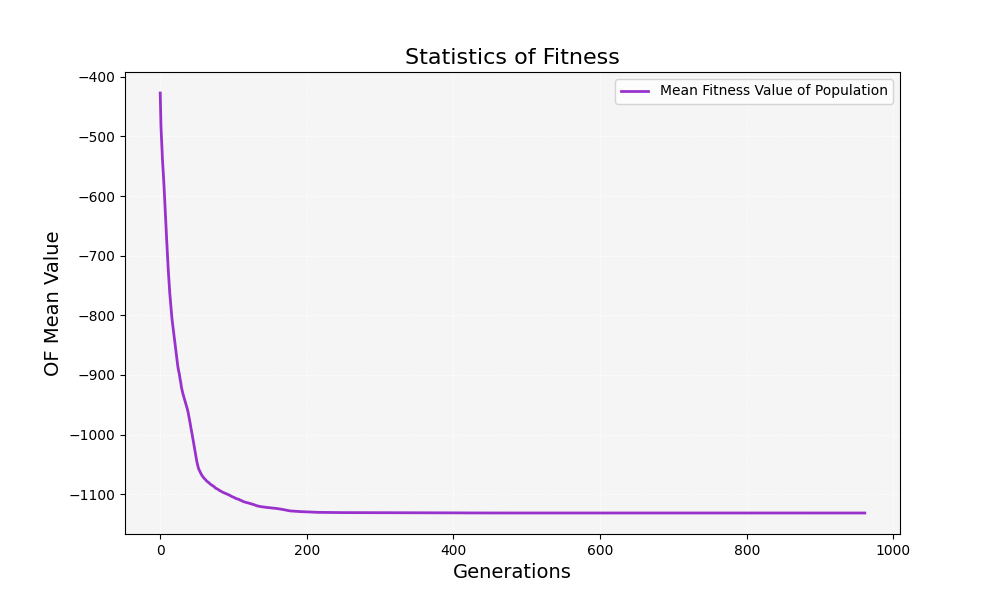 Statistics of Fitness
Mean Fitness Value of Population
OF Mean Value
−400
−500
−600
−700
−800
−900
−1000
−1100
0 200 400 600 800 1000
Generations